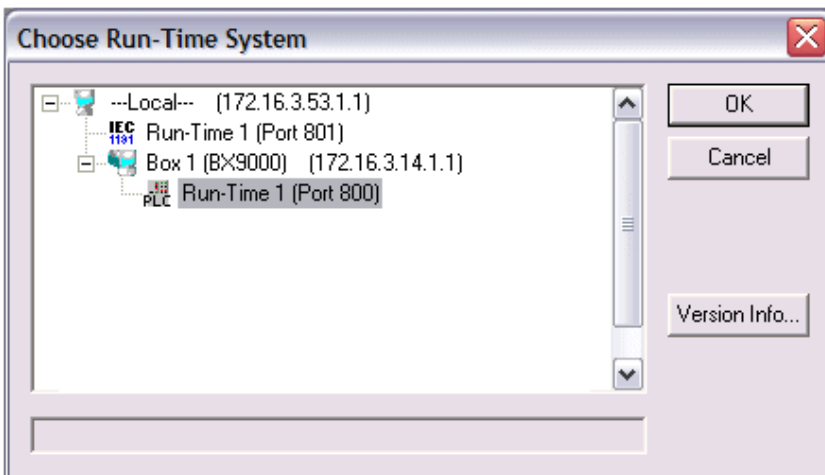 Choose Run-Time System
---Local--- (172.16.3.53.1.1)
IEC
1131
Run-Time 1 (Port 801)
Box 1 (BX9000) (172.16.3.14.1.1)
PLC
Run-Time 1 (Port 800)
OK
Cancel
Version Info...